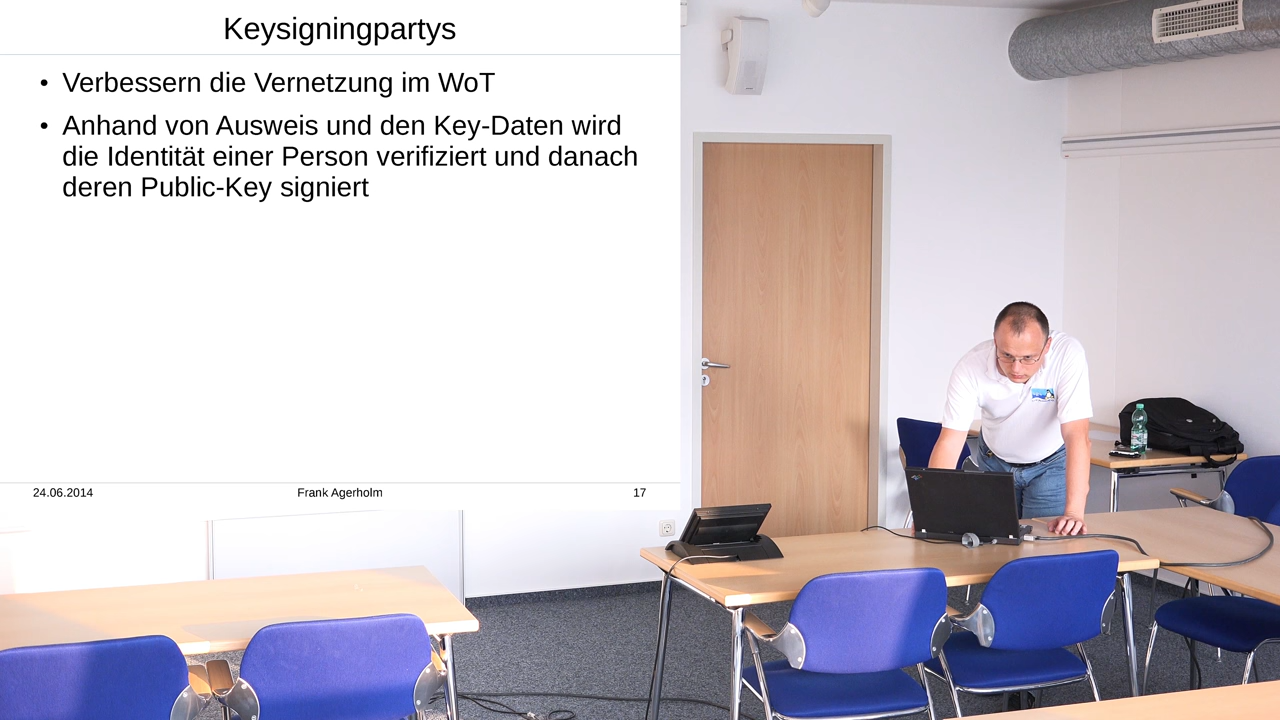 Keysigningpartys
• Verbessern die Vernetzung im WoT
• Anhand von Ausweis und den Key-Daten wird
die Identität einer Person verifiziert und danach
deren Public-Key signiert
24.06.2014 Frank Agerholm 17